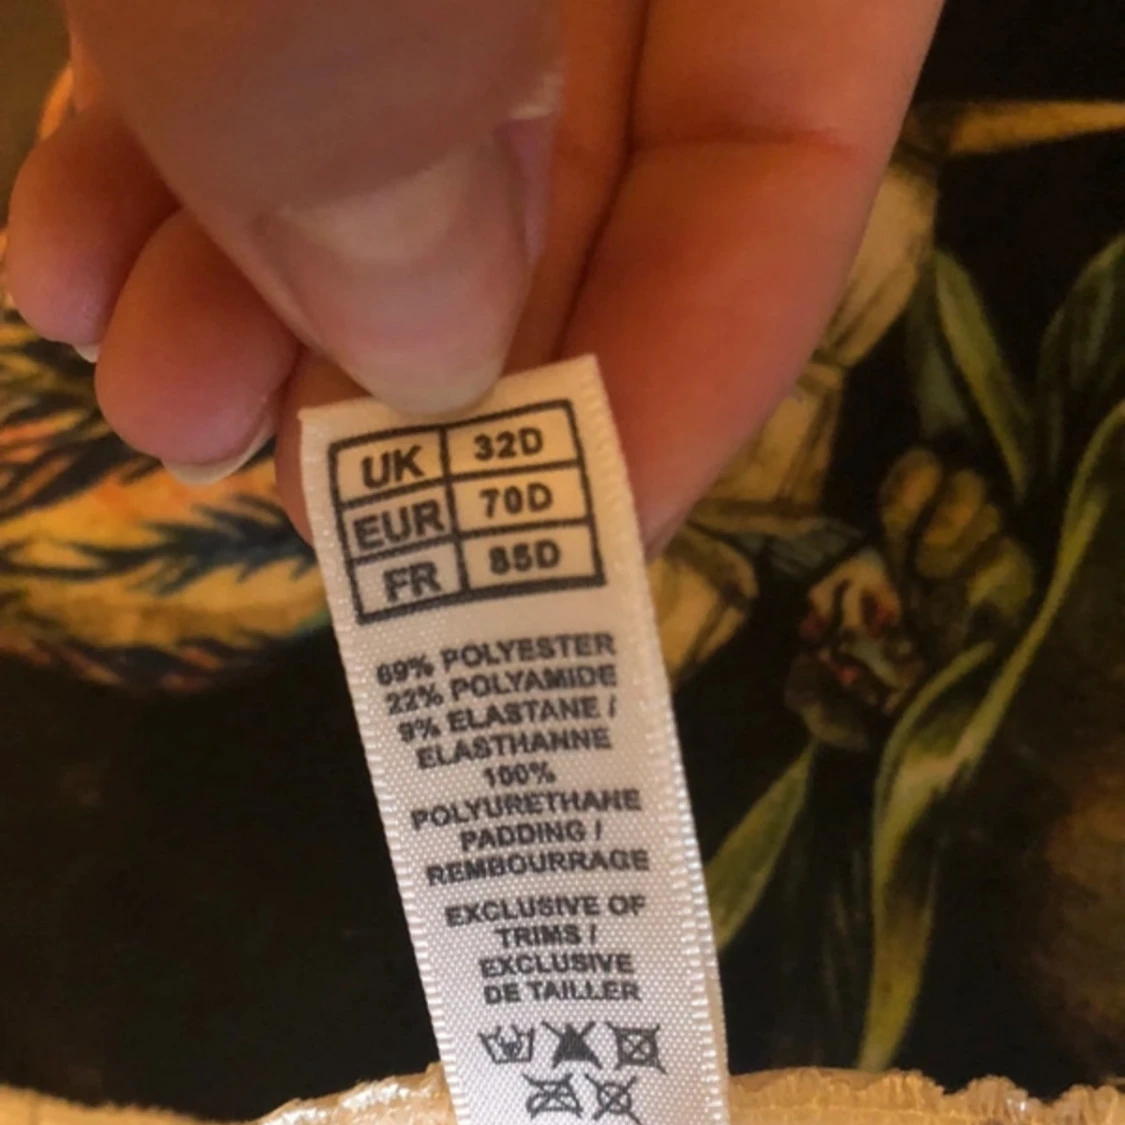 UK 32D
EUR 70D
FR 85D
69% POLYESTER
22% POLYAMIDE
9% ELASTANE /
ELASTHANNE
100%
POLYURETHANE
PADDING /
REMBOURRAGE
EXCLUSIVE OF
TRIMS /
EXCLUSIVE
DE TAILLER